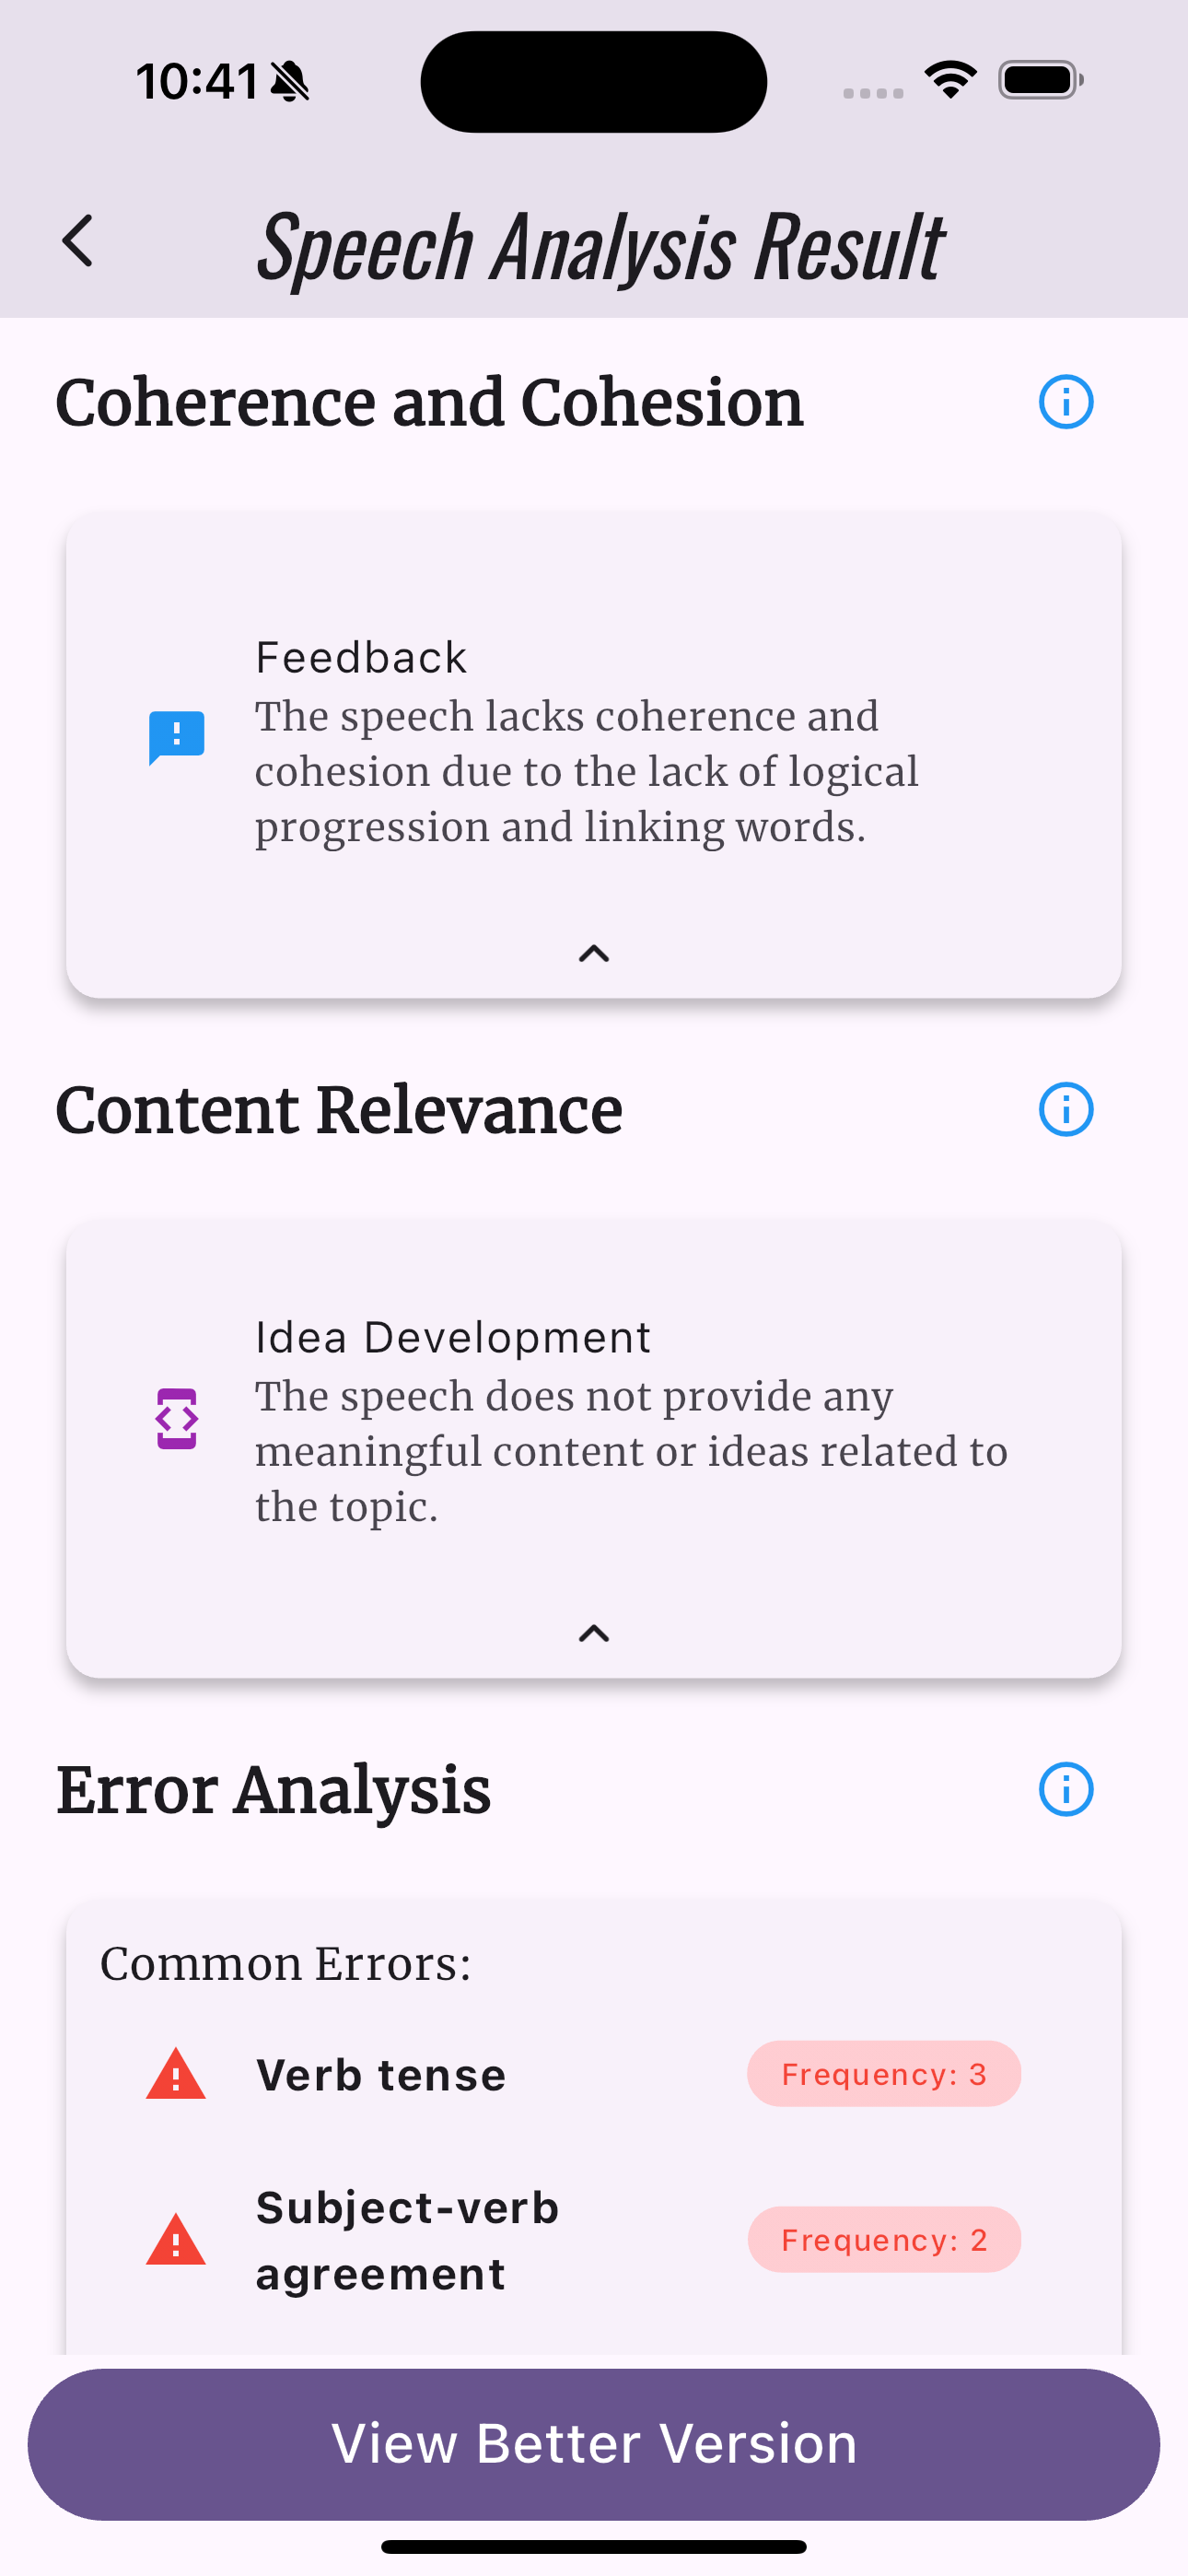 10:41
Speech Analysis Result
Coherence and Cohesion
Feedback
The speech lacks coherence and
cohesion due to the lack of logical
progression and linking words.
Content Relevance
Idea Development
The speech does not provide any
meaningful content or ideas related to
the topic.
Error Analysis
Common Errors:
Verb tense
Frequency: 3
Subject-verb
agreement
Frequency: 2
View Better Version